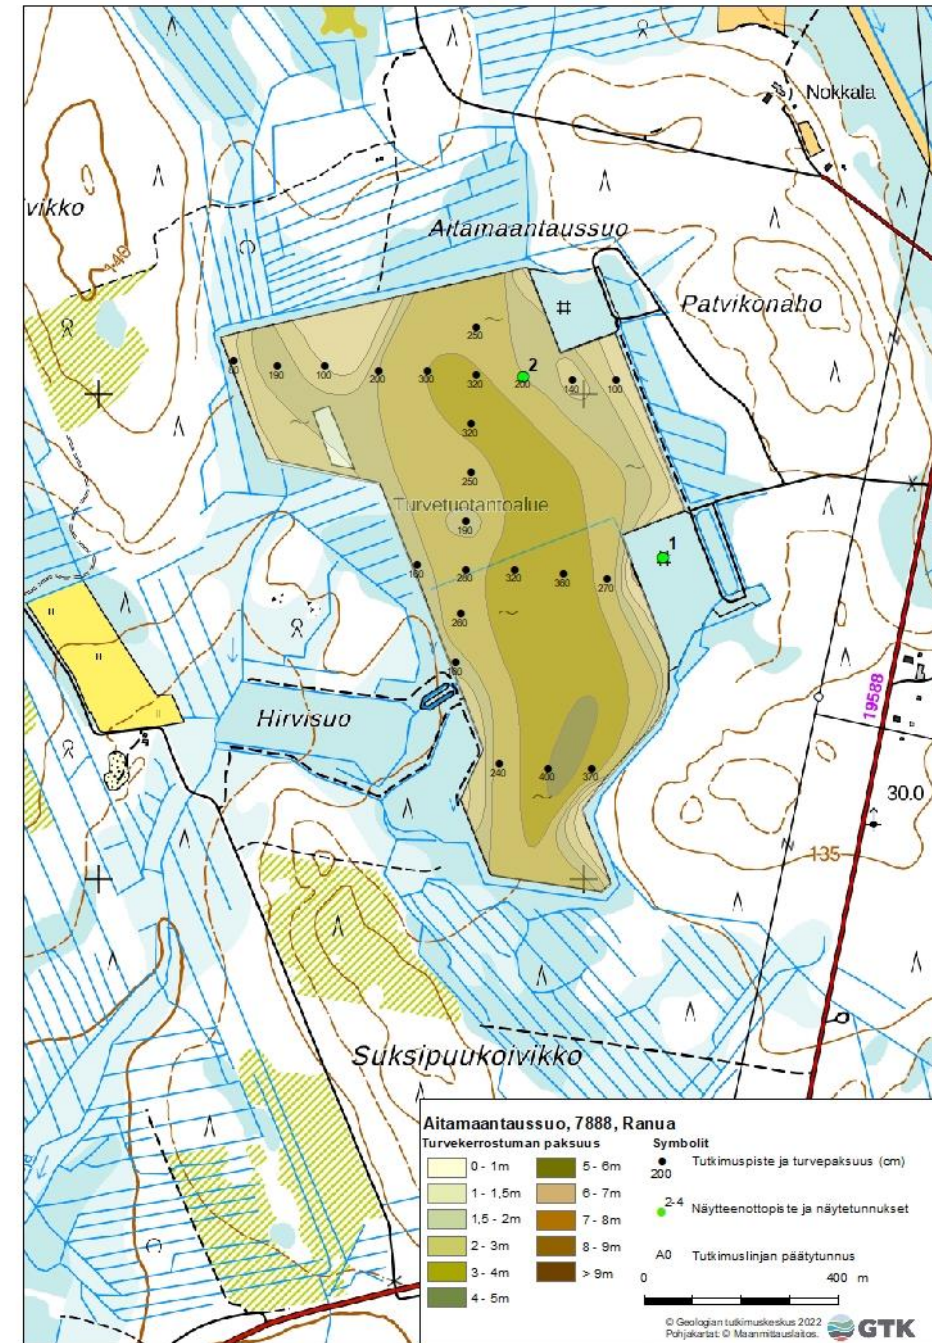 Nokkala
vikko
140
Aitamaantaussuo
Patvikonaho
250
2
190
100
200
300
320
200
140
100
320
250
Turvetuotantoalue
190
1
160
280
320
360
270
260
160
19588
Hirvisuo
240
400
370
30.0
135
Suksipuukoivikko
Aitamaantaussuo, 7888, Ranua
Turvekerrostuman paksuus
Symbolit
0 - 1m
5 - 6m
Tutkimuspiste ja turvepaksuus (cm)
200
1 - 1,5m
6 - 7m
2-4
Näytteenottopiste ja näytetunnukset
1,5 - 2m
7 - 8m
2 - 3m
8 - 9m
A0
Tutkimuslinjan päätytunnus
3 - 4m
> 9m
0
400 m
4 - 5m
© Geologian tutkimuskeskus 2022
Pohjakartat: © Maanmittauslaitos.
GTK